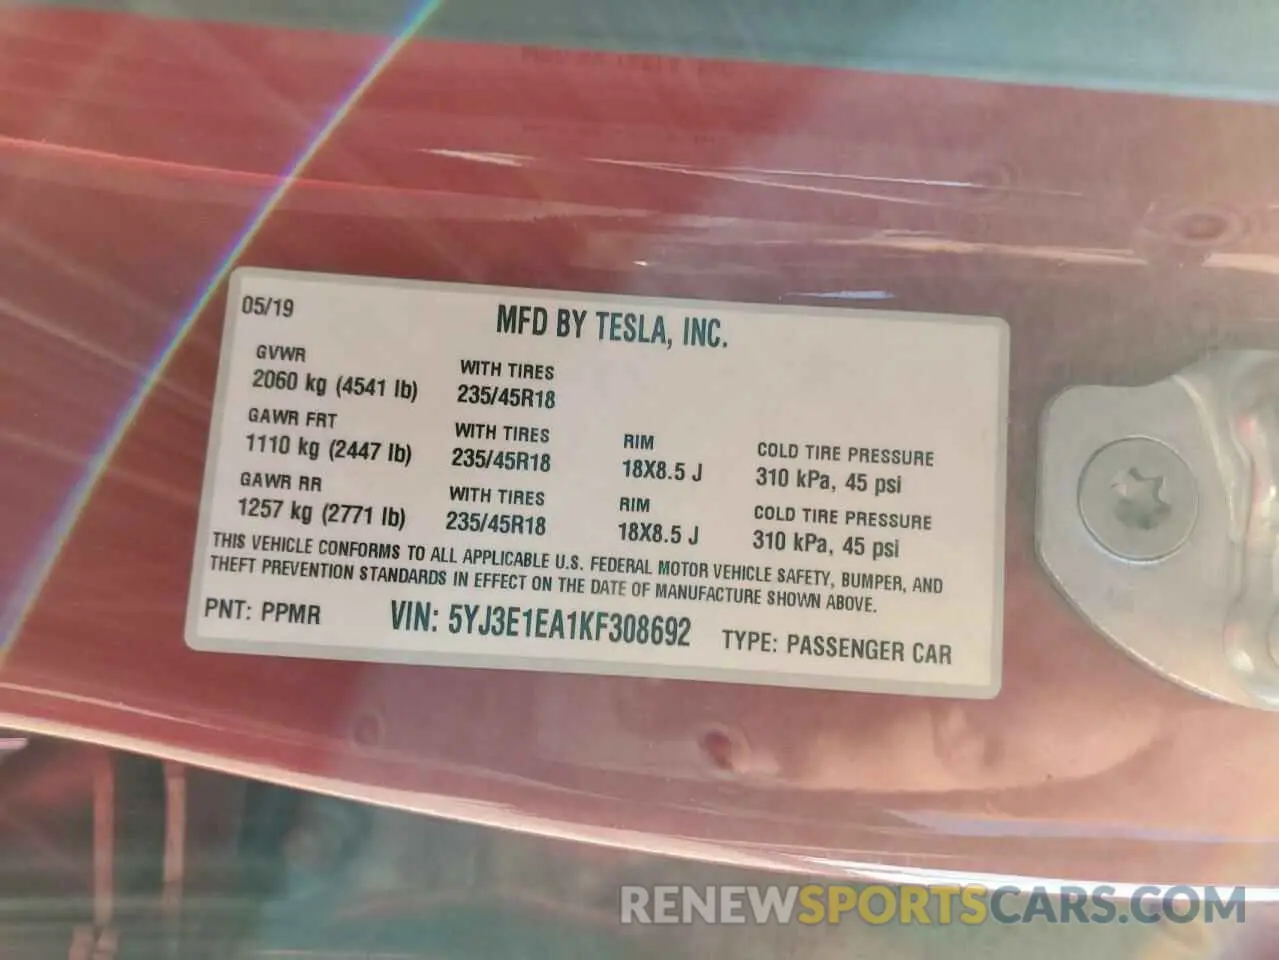 05/19
MFD BY TESLA, INC.
GVWR
2060 kg (4541 lb)
WITH TIRES
235/45R18
GAWR FRT
1110 kg (2447 lb)
WITH TIRES
235/45R18
RIM
18X8.5 J
COLD TIRE PRESSURE
310 kPa, 45 psi
GAWR RR
1257 kg (2771 lb)
WITH TIRES
235/45R18
RIM
18X8.5 J
COLD TIRE PRESSURE
310 kPa, 45 psi
THIS VEHICLE CONFORMS TO ALL APPLICABLE U.S. FEDERAL MOTOR VEHICLE SAFETY, BUMPER, AND
THEFT PREVENTION STANDARDS IN EFFECT ON THE DATE OF MANUFACTURE SHOWN ABOVE.
PNT: PPMR
VIN: 5YJ3E1EA1KF308692
TYPE: PASSENGER CAR
RENEWSPORTSCARS.COM